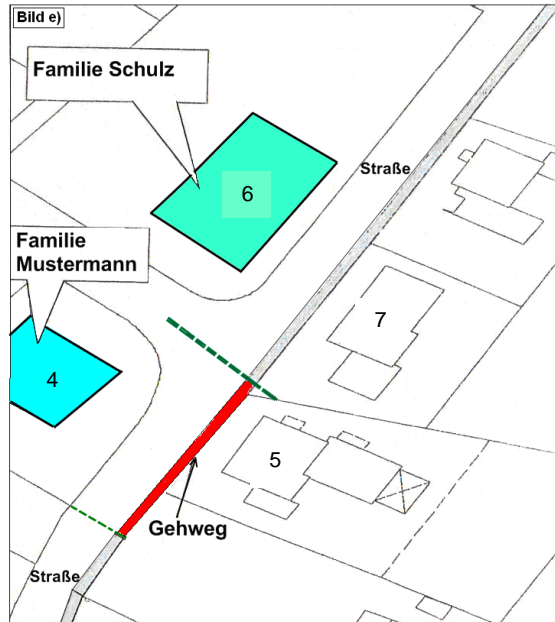 Bild e)
Familie Schulz
Straße
6
Familie
Mustermann
7
4
5
Gehweg
Straße